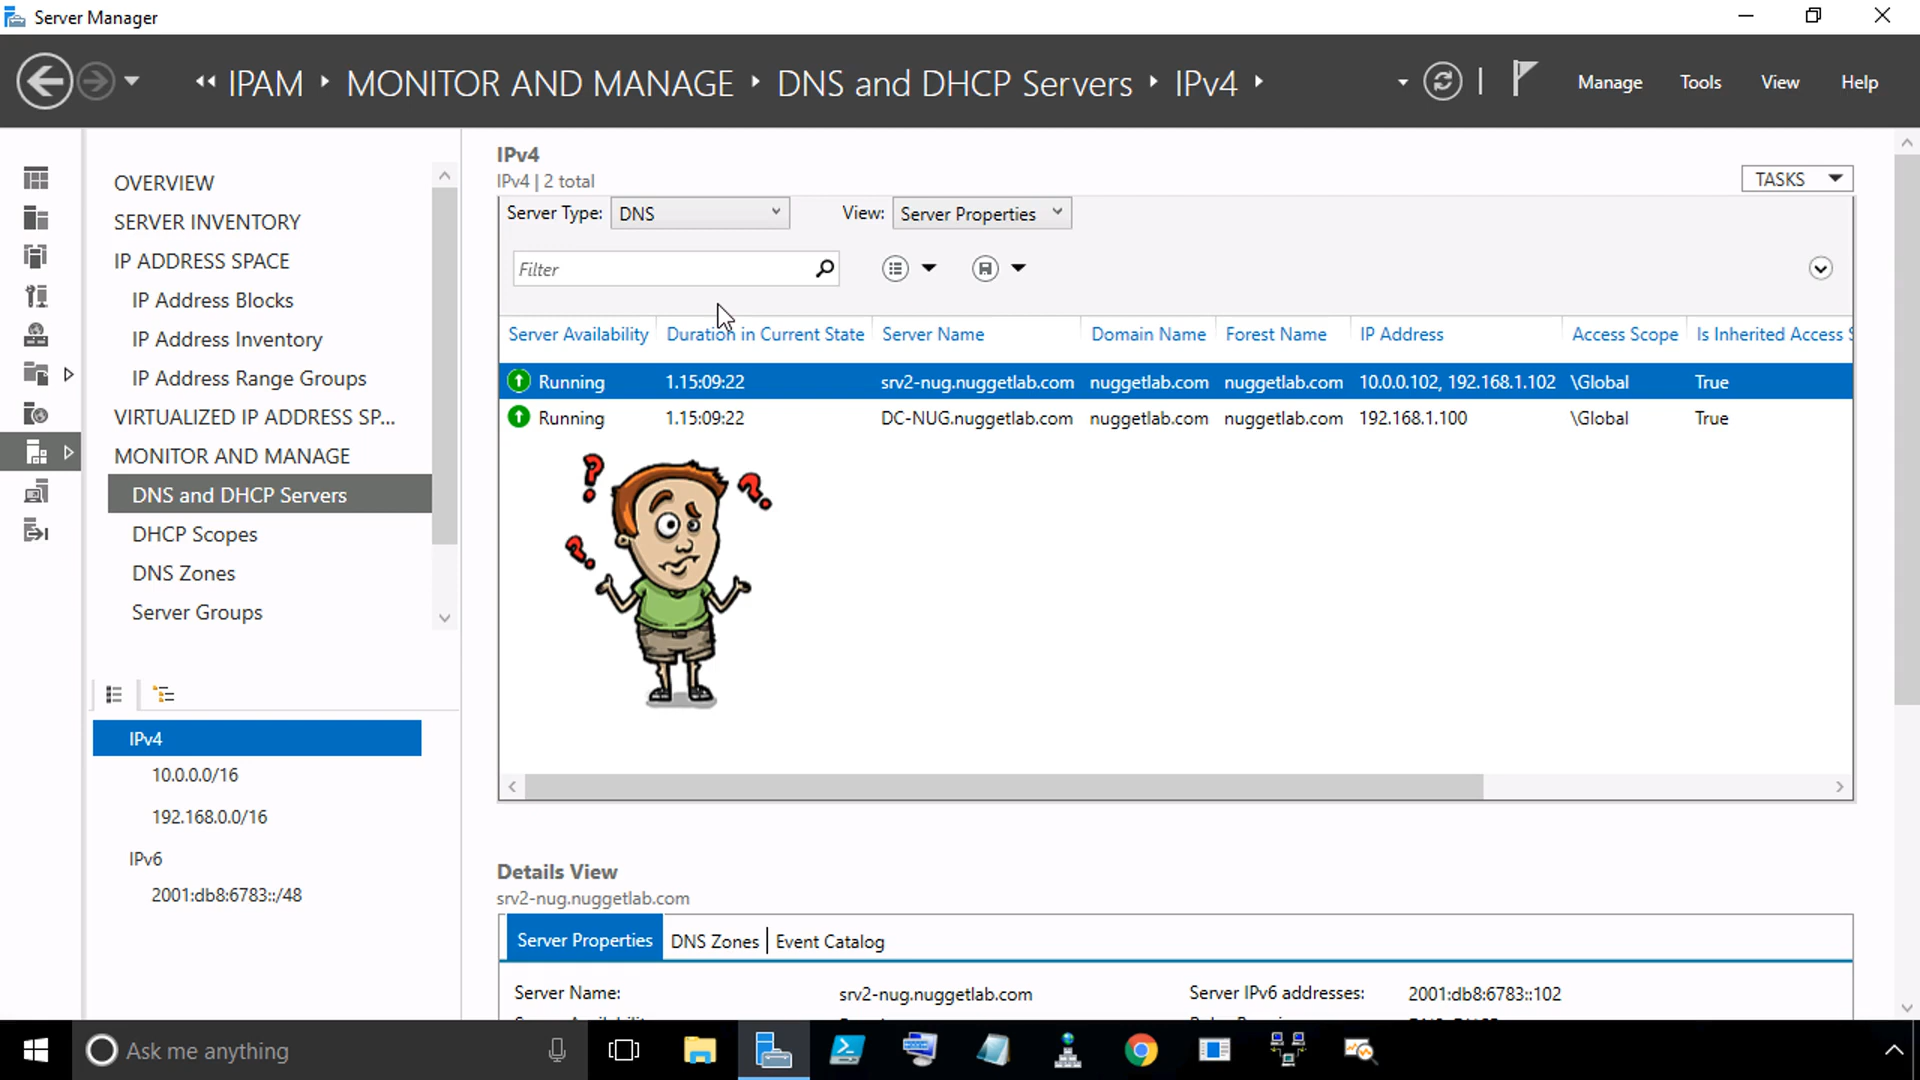 Server Manager
IPAM MONITOR AND MANAGE DNS and DHCP Servers IPv4
Manage Tools View Help
OVERVIEW
SERVER INVENTORY
IP ADDRESS SPACE
IP Address Blocks
IP Address Inventory
IP Address Range Groups
VIRTUALIZED IP ADDRESS SP...
MONITOR AND MANAGE
DNS and DHCP Servers
DHCP Scopes
DNS Zones
Server Groups
IPv4
10.0.0.0/16
192.168.0.0/16
IPv6
2001:db8:6783::/48
IPv4
IPv4 | 2 total
TASKS
Server Type: DNS View: Server Properties
Filter
Server Availability Duration in Current State Server Name Domain Name Forest Name IP Address Access Scope Is Inherited Access S
Running 1.15:09:22 srv2-nug.nuggetlab.com nuggetlab.com nuggetlab.com 10.0.0.102, 192.168.1.102 \Global True
Running 1.15:09:22 DC-NUG.nuggetlab.com nuggetlab.com nuggetlab.com 192.168.1.100 \Global True
? ? ?
Details View
srv2-nug.nuggetlab.com
Server Properties DNS Zones Event Catalog
Server Name: srv2-nug.nuggetlab.com Server IPv6 addresses: 2001:db8:6783::102
Ask me anything